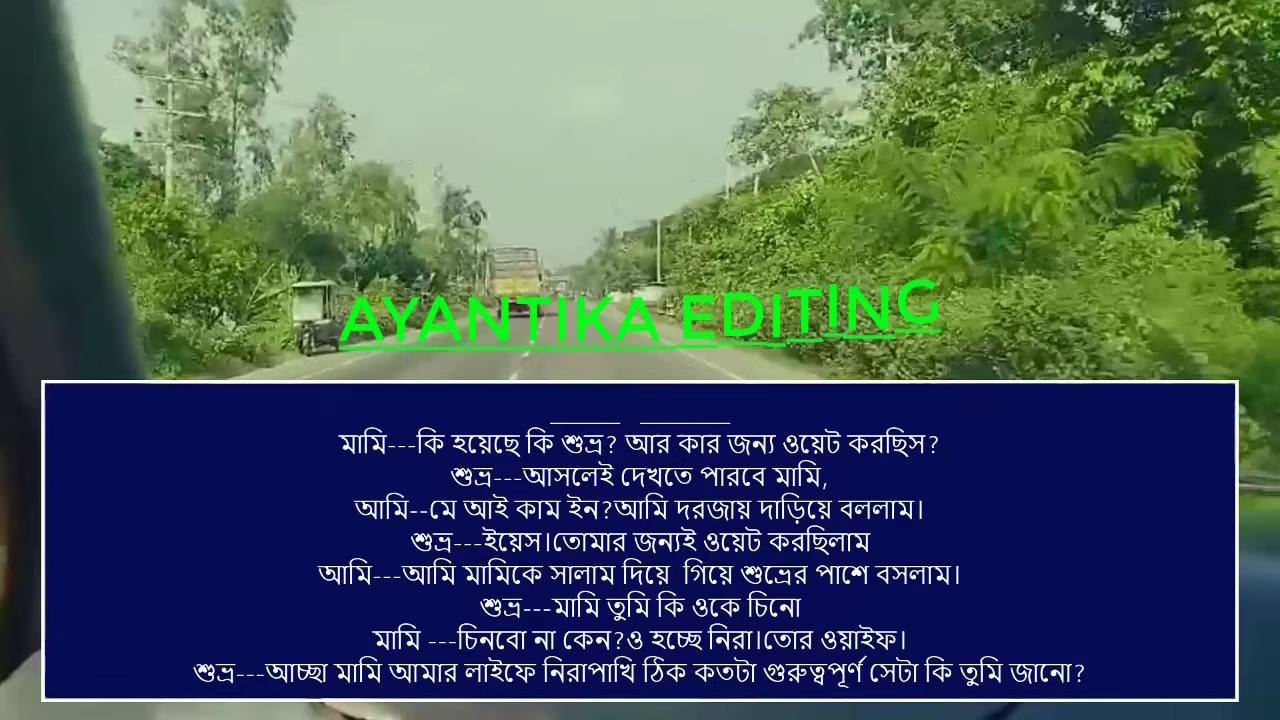 AYANTIKA EDITING
মামি---কি হয়েছে কি শুভ্র? আর কার জন্য ওয়েট করছিস?
শুভ্র---আসলেই দেখতে পারবে মামি,
আমি--মে আই কাম ইন?আমি দরজায় দাড়িয়ে বললাম।
শুভ্র---ইয়েস।তোমার জন্যই ওয়েট করছিলাম
আমি---আমি মামিকে সালাম দিয়ে গিয়ে শুভ্রের পাশে বসলাম।
শুভ্র---মামি তুমি কি ওকে চিনো
মামি ---চিনবো না কেন?ও হচ্ছে নিরা।তোর ওয়াইফ।
শুভ্র---আচ্ছা মামি আমার লাইফে নিরাপাখি ঠিক কতটা গুরুত্বপূর্ণ সেটা কি তুমি জানো?